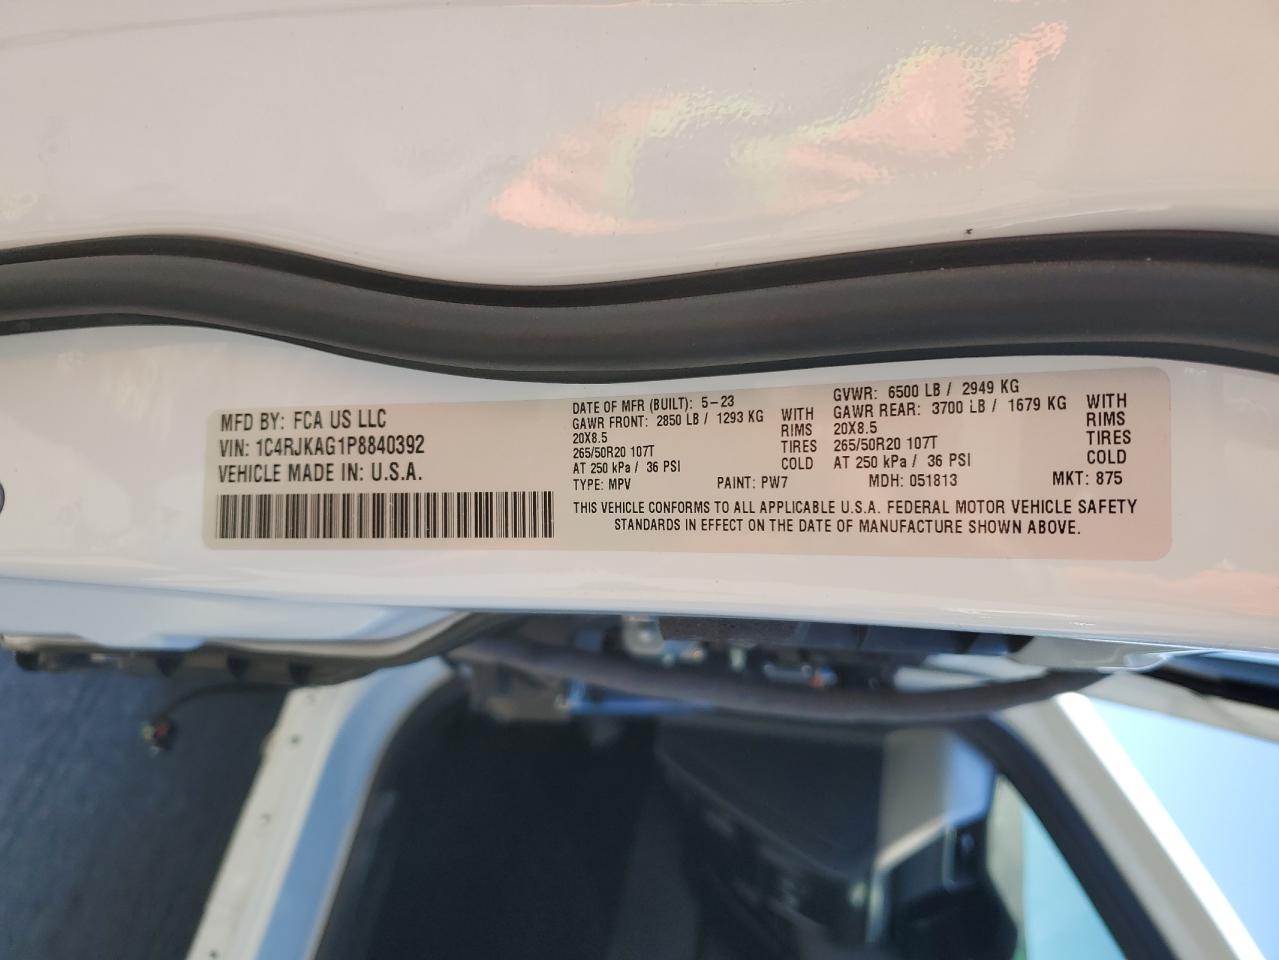 MFD BY: FCA US LLC
VIN: 1C4RJKAG1P8840392
VEHICLE MADE IN: U.S.A.
DATE OF MFR (BUILT): 5-23
GAWR FRONT: 2850 LB / 1293 KG WITH
20X8.5 RIMS
265/50R20 107T TIRES
AT 250 kPa / 36 PSI COLD
GVWR: 6500 LB / 2949 KG
GAWR REAR: 3700 LB / 1679 KG WITH
20X8.5 RIMS
265/50R20 107T TIRES
AT 250 kPa / 36 PSI COLD
TYPE: MPV PAINT: PW7 MDH: 051813 MKT: 875
THIS VEHICLE CONFORMS TO ALL APPLICABLE U.S.A. FEDERAL MOTOR VEHICLE SAFETY
STANDARDS IN EFFECT ON THE DATE OF MANUFACTURE SHOWN ABOVE.